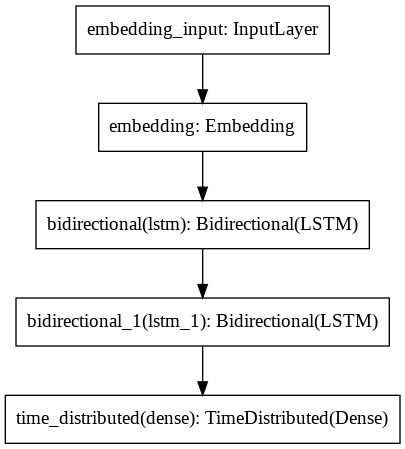 embedding_input: InputLayer
embedding: Embedding
bidirectional(lstm): Bidirectional(LSTM)
bidirectional_1(lstm_1): Bidirectional(LSTM)
time_distributed(dense): TimeDistributed(Dense)